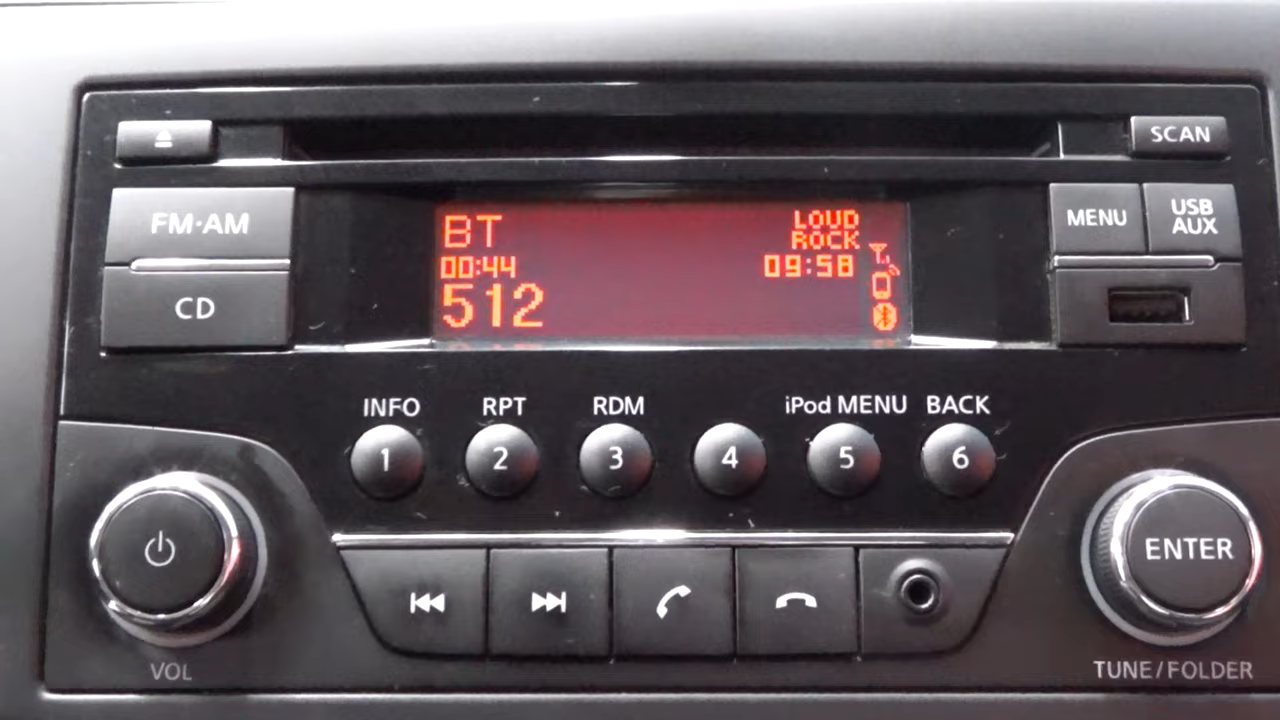 SCAN
FM·AM
CD
BT
LOUD
ROCK
00:44
09:58
512
MENU
USB
AUX
INFO
RPT
RDM
iPod MENU
BACK
1
2
3
4
5
6
ENTER
VOL
TUNE/FOLDER